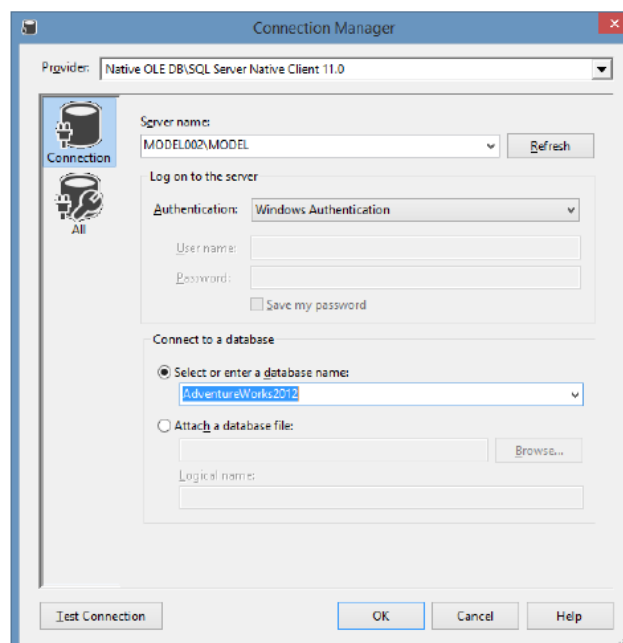 Connection Manager
Provider: Native OLE DB\SQL Server Native Client 11.0
Connection
All
Server name:
MODEL002\MODEL
Refresh
Log on to the server
Authentication: Windows Authentication
User name:
Password:
Save my password
Connect to a database
Select or enter a database name:
AdventureWorks2012
Attach a database file:
Browse...
Logical name:
Test Connection
OK
Cancel
Help